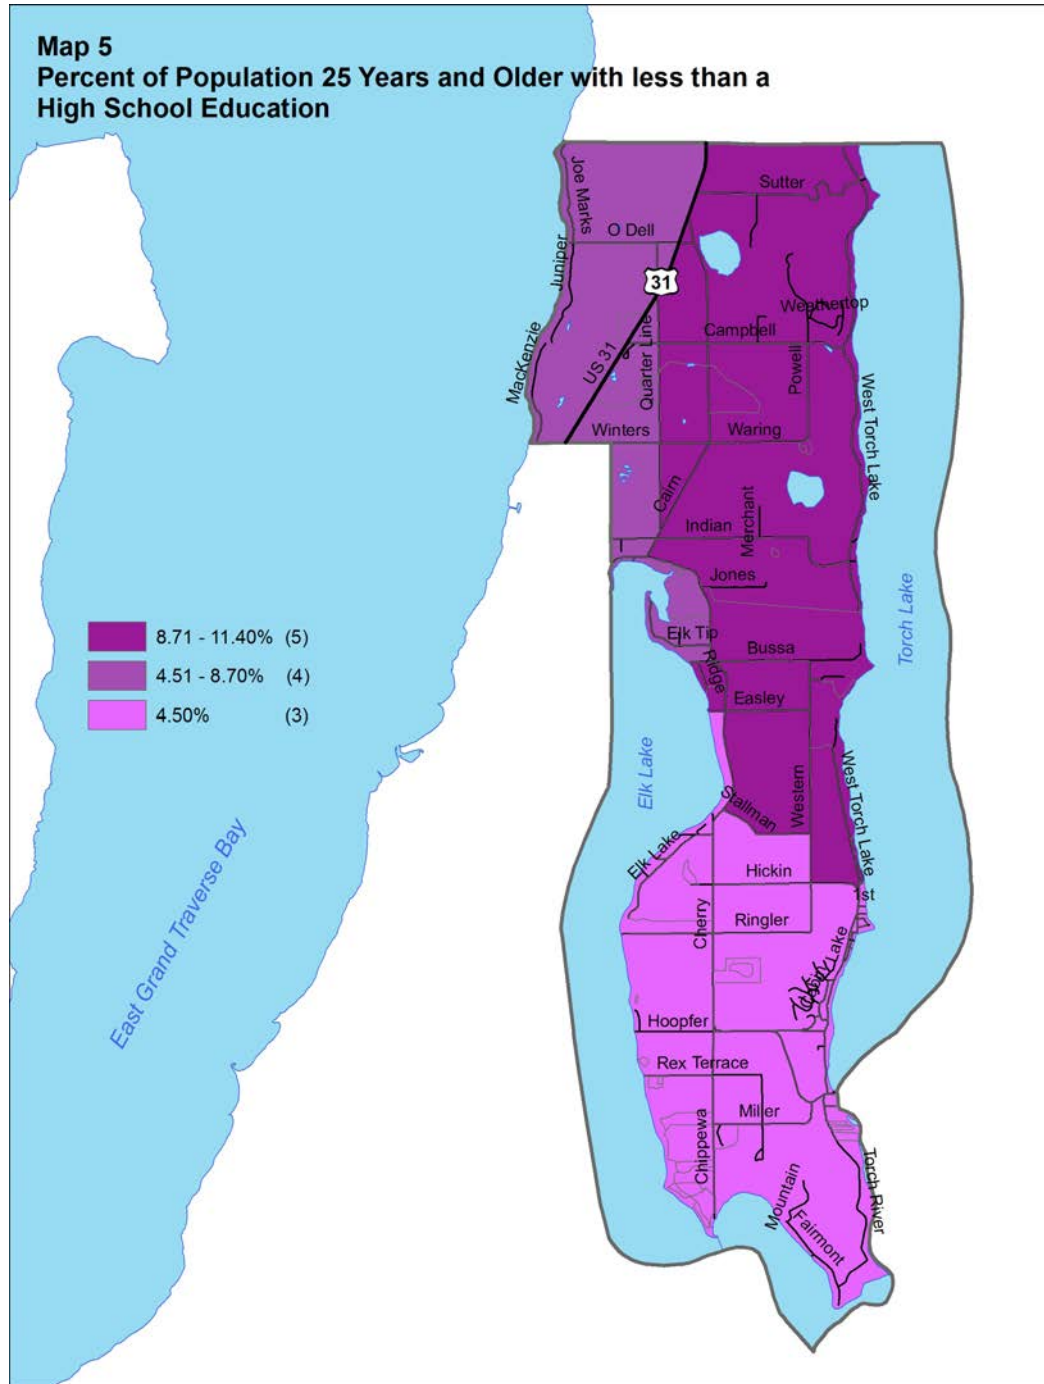 Map 5
Percent of Population 25 Years and Older with less than a
High School Education
Joe Marks
Sutter
O Dell
Juniper
31
Weathertop
MacKenzie
US 31
Quarter Line
Campbell
Powell
Winters
Waring
West Torch Lake
Cairn
Indian
Merchant
Jones
Torch Lake
8.71 - 11.40% (5)
4.51 - 8.70% (4)
4.50% (3)
Elk Tip
Bussa
Ridge
Easley
Elk Lake
Stallman
Western
West Torch Lake
Elk Lake
Hickin
1st
Cherry
Ringler
East Grand Traverse Bay
Lake
Hoopfer
Rex Terrace
Miller
Chippewa
Mountain
Torch River
Fairmont